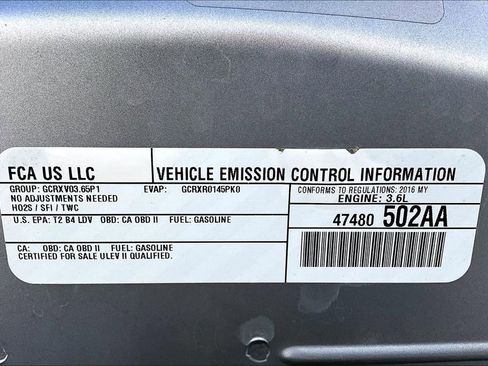 FCA US LLC
VEHICLE EMISSION CONTROL INFORMATION
GROUP: GCRXV03.65P1 EVAP: GCRXR0145PK0
CONFORMS TO REGULATIONS: 2016 MY
NO ADJUSTMENTS NEEDED
ENGINE: 3.6L
HO2S / SFI / TWC
U.S. EPA: T2 B4 LDV OBD: CA OBD II FUEL: GASOLINE
47480 502AA
CA: OBD: CA OBD II FUEL: GASOLINE
CERTIFIED FOR SALE ULEV II QUALIFIED.